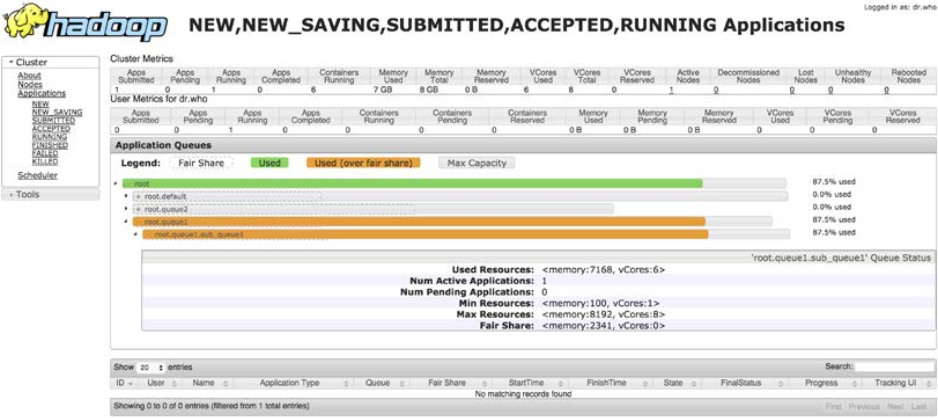 Logged in as: dr.who
hadoop
NEW,NEW_SAVING,SUBMITTED,ACCEPTED,RUNNING Applications
Cluster
About
Nodes
Applications
NEW
NEW_SAVING
SUBMITTED
ACCEPTED
RUNNING
FINISHED
FAILED
KILLED
Scheduler
Tools
Cluster Metrics
Apps Submitted Apps Pending Apps Running Apps Completed Containers Running Memory Used Memory Total Memory Reserved VCores Used VCores Total VCores Reserved Active Nodes Decommissioned Nodes Lost Nodes Unhealthy Nodes Rebooted Nodes
1 0 1 0 6 7 GB 8 GB 0 B 6 8 0 1 0 0 0 0
User Metrics for dr.who
Apps Submitted Apps Pending Apps Running Apps Completed Containers Running Containers Pending Containers Reserved Memory Used Memory Pending Memory Reserved VCores Used VCores Pending VCores Reserved
0 0 1 0 0 0 0 0 B 0 B 0 B 0 0 0
Application Queues
Legend: Fair Share Used Used (over fair share) Max Capacity
root 87.5% used
+ root.default 0.0% used
+ root.queue2 0.0% used
root.queue1 87.5% used
root.queue1.sub_queue1 87.5% used
'root.queue1.sub_queue1' Queue Status
Used Resources: <memory:7168, vCores:6>
Num Active Applications: 1
Num Pending Applications: 0
Min Resources: <memory:100, vCores:1>
Max Resources: <memory:8192, vCores:8>
Fair Share: <memory:2341, vCores:0>
Show 20 entries Search:
ID User Name Application Type Queue Fair Share StartTime FinishTime State FinalStatus Progress Tracking UI
No matching records found
Showing 0 to 0 of 0 entries (filtered from 1 total entries) First Previous Next Last